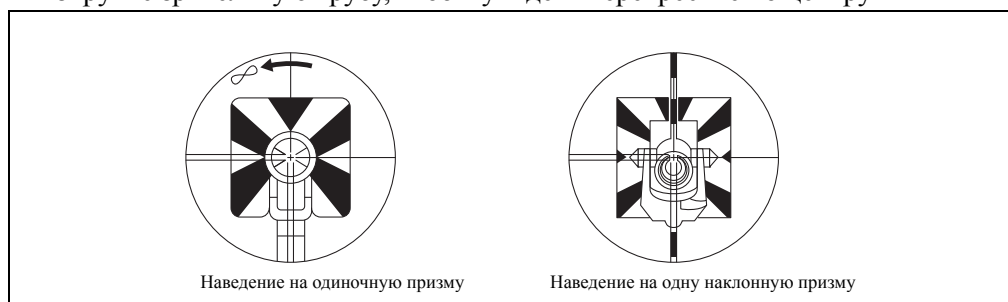 Наведение на одиночную призму
Наведение на одну наклонную призму